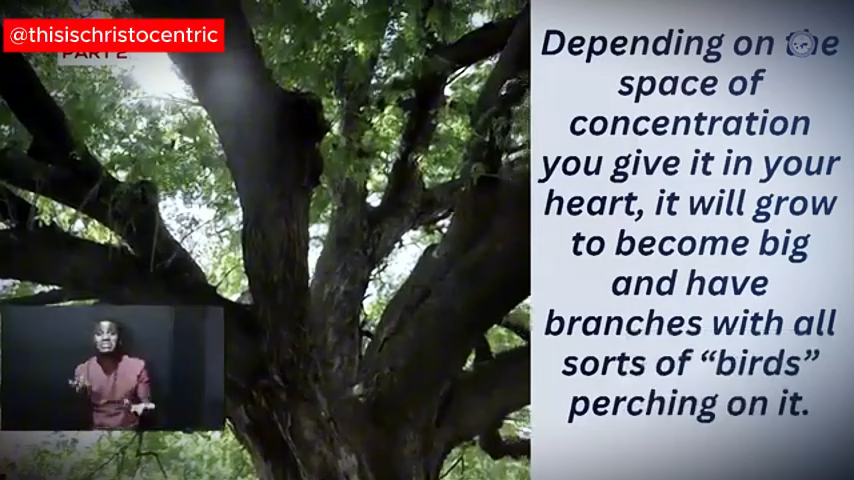 @thisischristocentric
PART 2
Depending on the
space of
concentration
you give it in your
heart, it will grow
to become big
and have
branches with all
sorts of “birds”
perching on it.